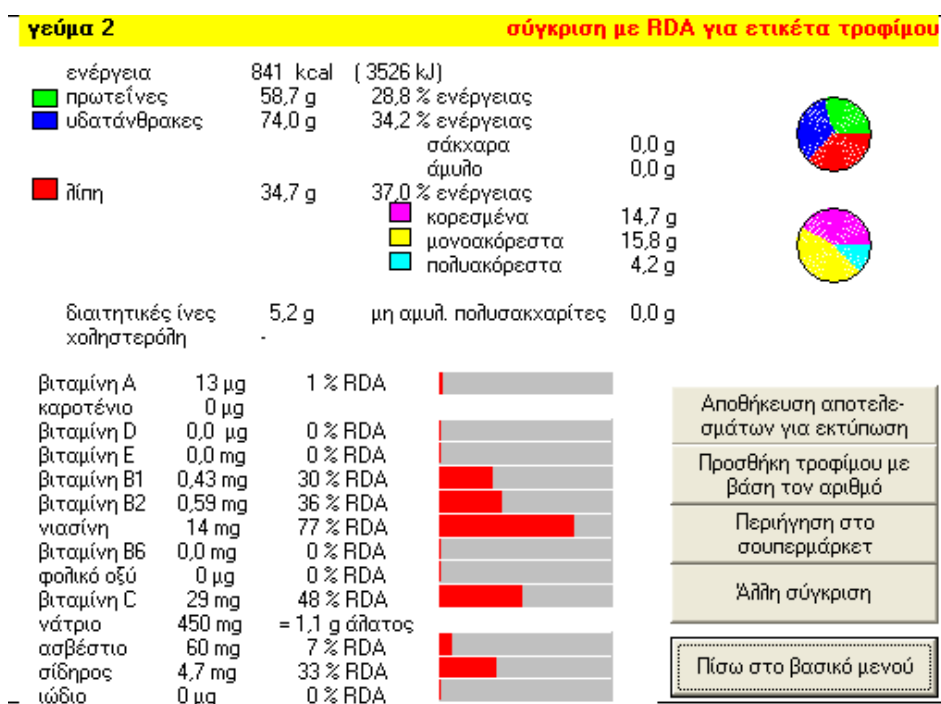 γεύμα 2 σύγκριση με RDA για ετικέτα τροφίμου
ενέργεια 841 kcal ( 3526 kJ)
πρωτεΐνες 58,7 g 28,8 % ενέργειας
υδατάνθρακες 74,0 g 34,2 % ενέργειας
σάκχαρα 0,0 g
άμυλο 0,0 g
λίπη 34,7 g 37,0 % ενέργειας
κορεσμένα 14,7 g
μονοακόρεστα 15,8 g
πολυακόρεστα 4,2 g
διαιτητικές ίνες 5,2 g μη αμυλ. πολυσακχαρίτες 0,0 g
χοληστερόλη -
βιταμίνη A 13 μg 1 % RDA
καροτένιο 0 μg
βιταμίνη D 0,0 μg 0 % RDA
βιταμίνη E 0,0 mg 0 % RDA
βιταμίνη B1 0,43 mg 30 % RDA
βιταμίνη B2 0,59 mg 36 % RDA
νιασίνη 14 mg 77 % RDA
βιταμίνη B6 0,0 mg 0 % RDA
φολικό οξύ 0 μg 0 % RDA
βιταμίνη C 29 mg 48 % RDA
νάτριο 450 mg = 1,1 g άλατος
ασβέστιο 60 mg 7 % RDA
σίδηρος 4,7 mg 33 % RDA
ιώδιο 0 μg 0 % RDA
Αποθήκευση αποτελε-
σμάτων για εκτύπωση
Προσθήκη τροφίμου με
βάση τον αριθμό
Περιήγηση στο
σουπερμάρκετ
Άλλη σύγκριση
Πίσω στο βασικό μενού